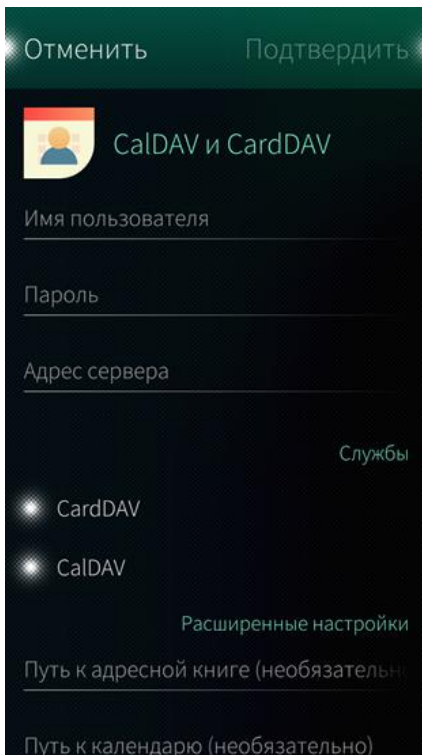 Отменить Подтвердить
CalDAV и CardDAV
Имя пользователя
Пароль
Адрес сервера
Службы
CardDAV
CalDAV
Расширенные настройки
Путь к адресной книге (необязательн
Путь к календарю (необязательно)